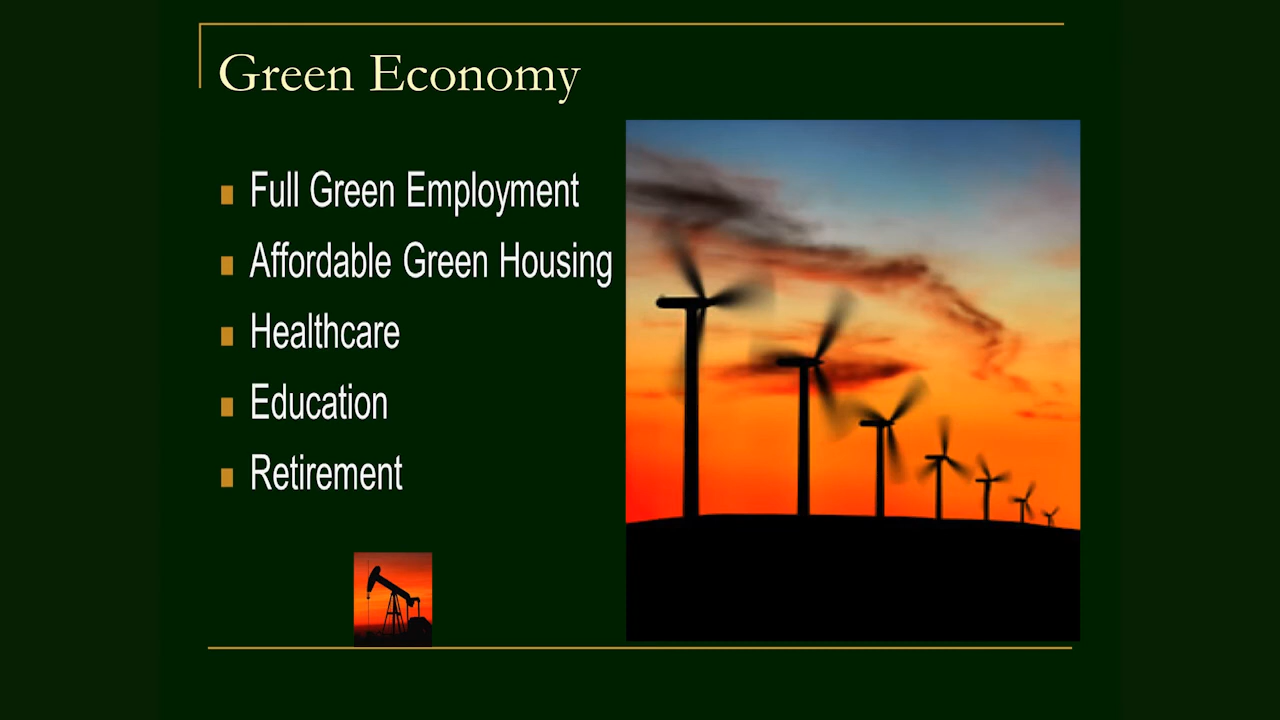 Green Economy
Full Green Employment
Affordable Green Housing
Healthcare
Education
Retirement